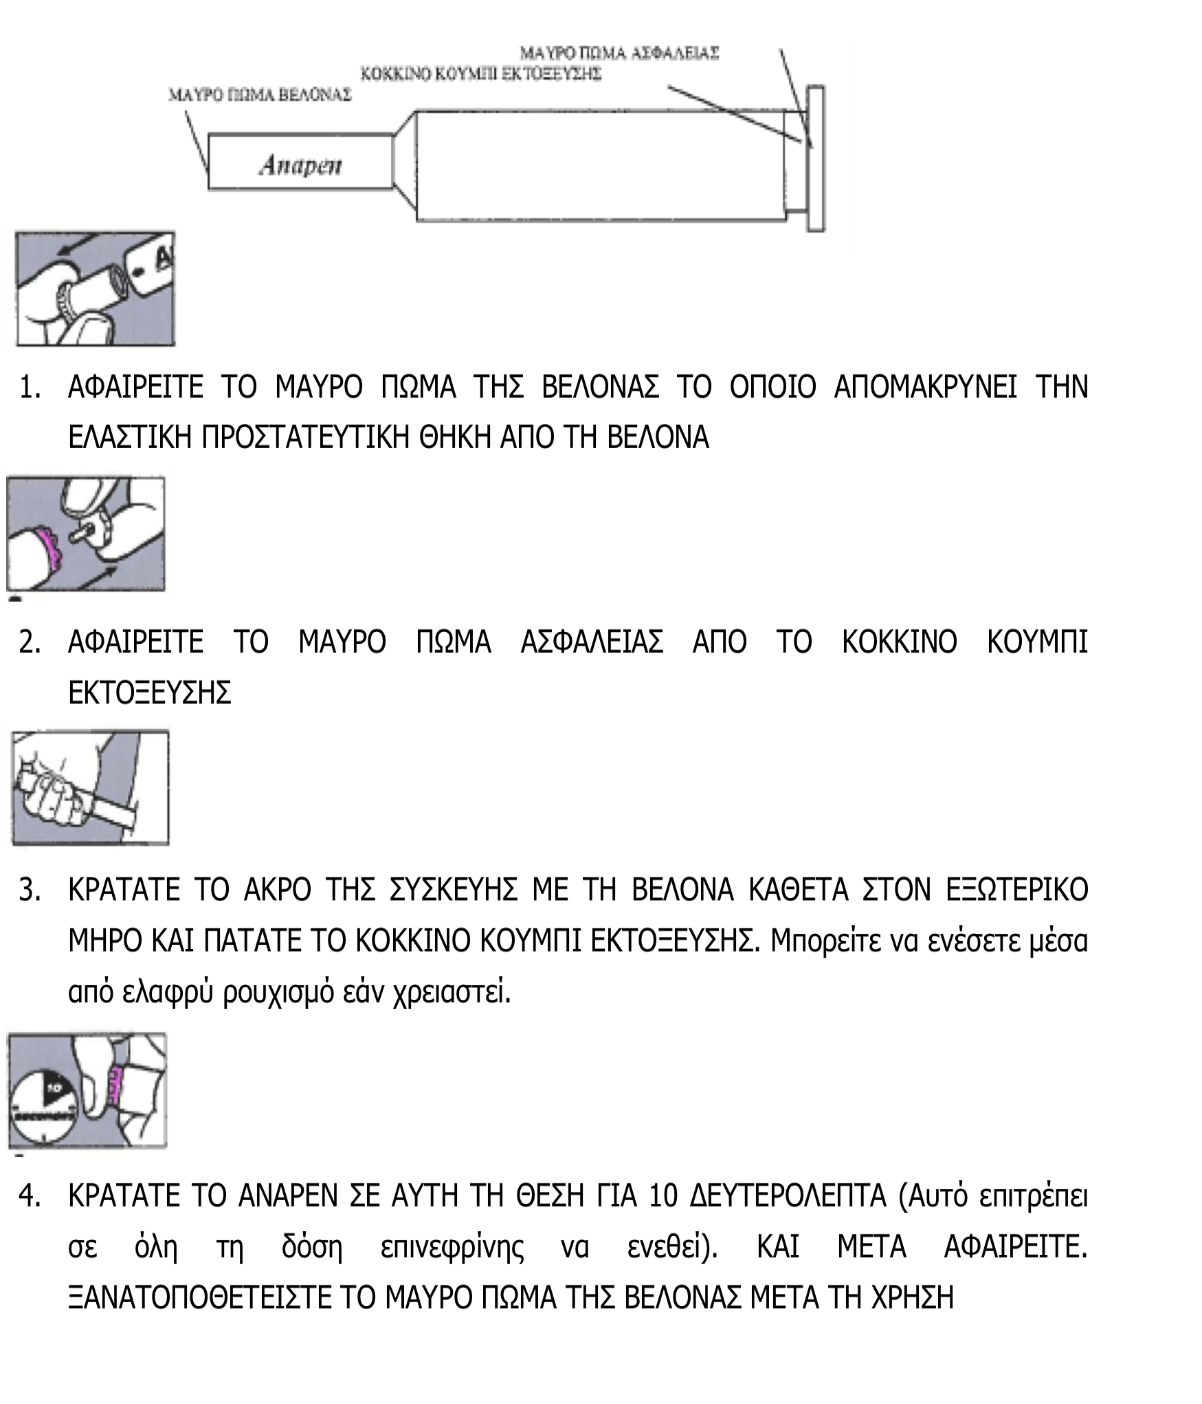 ΜΑΥΡΟ ΠΩΜΑ ΑΣΦΑΛΕΙΑΣ
ΚΟΚΚΙΝΟ ΚΟΥΜΠΙ ΕΚΤΟΞΕΥΣΗΣ
ΜΑΥΡΟ ΠΩΜΑ ΒΕΛΟΝΑΣ
Anapen
A
1. ΑΦΑΙΡΕΙΤΕ ΤΟ ΜΑΥΡΟ ΠΩΜΑ ΤΗΣ ΒΕΛΟΝΑΣ ΤΟ ΟΠΟΙΟ ΑΠΟΜΑΚΡΥΝΕΙ ΤΗΝ
ΕΛΑΣΤΙΚΗ ΠΡΟΣΤΑΤΕΥΤΙΚΗ ΘΗΚΗ ΑΠΟ ΤΗ ΒΕΛΟΝΑ
2. ΑΦΑΙΡΕΙΤΕ ΤΟ ΜΑΥΡΟ ΠΩΜΑ ΑΣΦΑΛΕΙΑΣ ΑΠΟ ΤΟ ΚΟΚΚΙΝΟ ΚΟΥΜΠΙ
ΕΚΤΟΞΕΥΣΗΣ
3. ΚΡΑΤΑΤΕ ΤΟ ΑΚΡΟ ΤΗΣ ΣΥΣΚΕΥΗΣ ΜΕ ΤΗ ΒΕΛΟΝΑ ΚΑΘΕΤΑ ΣΤΟΝ ΕΞΩΤΕΡΙΚΟ
ΜΗΡΟ ΚΑΙ ΠΑΤΑΤΕ ΤΟ ΚΟΚΚΙΝΟ ΚΟΥΜΠΙ ΕΚΤΟΞΕΥΣΗΣ. Μπορείτε να ενέσετε μέσα
από ελαφρύ ρουχισμό εάν χρειαστεί.
10
secondes
4. ΚΡΑΤΑΤΕ ΤΟ ANAPEN ΣΕ ΑΥΤΗ ΤΗ ΘΕΣΗ ΓΙΑ 10 ΔΕΥΤΕΡΟΛΕΠΤΑ (Αυτό επιτρέπει
σε όλη τη δόση επινεφρίνης να ενεθεί). ΚΑΙ ΜΕΤΑ ΑΦΑΙΡΕΙΤΕ.
ΞΑΝΑΤΟΠΟΘΕΤΕΙΣΤΕ ΤΟ ΜΑΥΡΟ ΠΩΜΑ ΤΗΣ ΒΕΛΟΝΑΣ ΜΕΤΑ ΤΗ ΧΡΗΣΗ